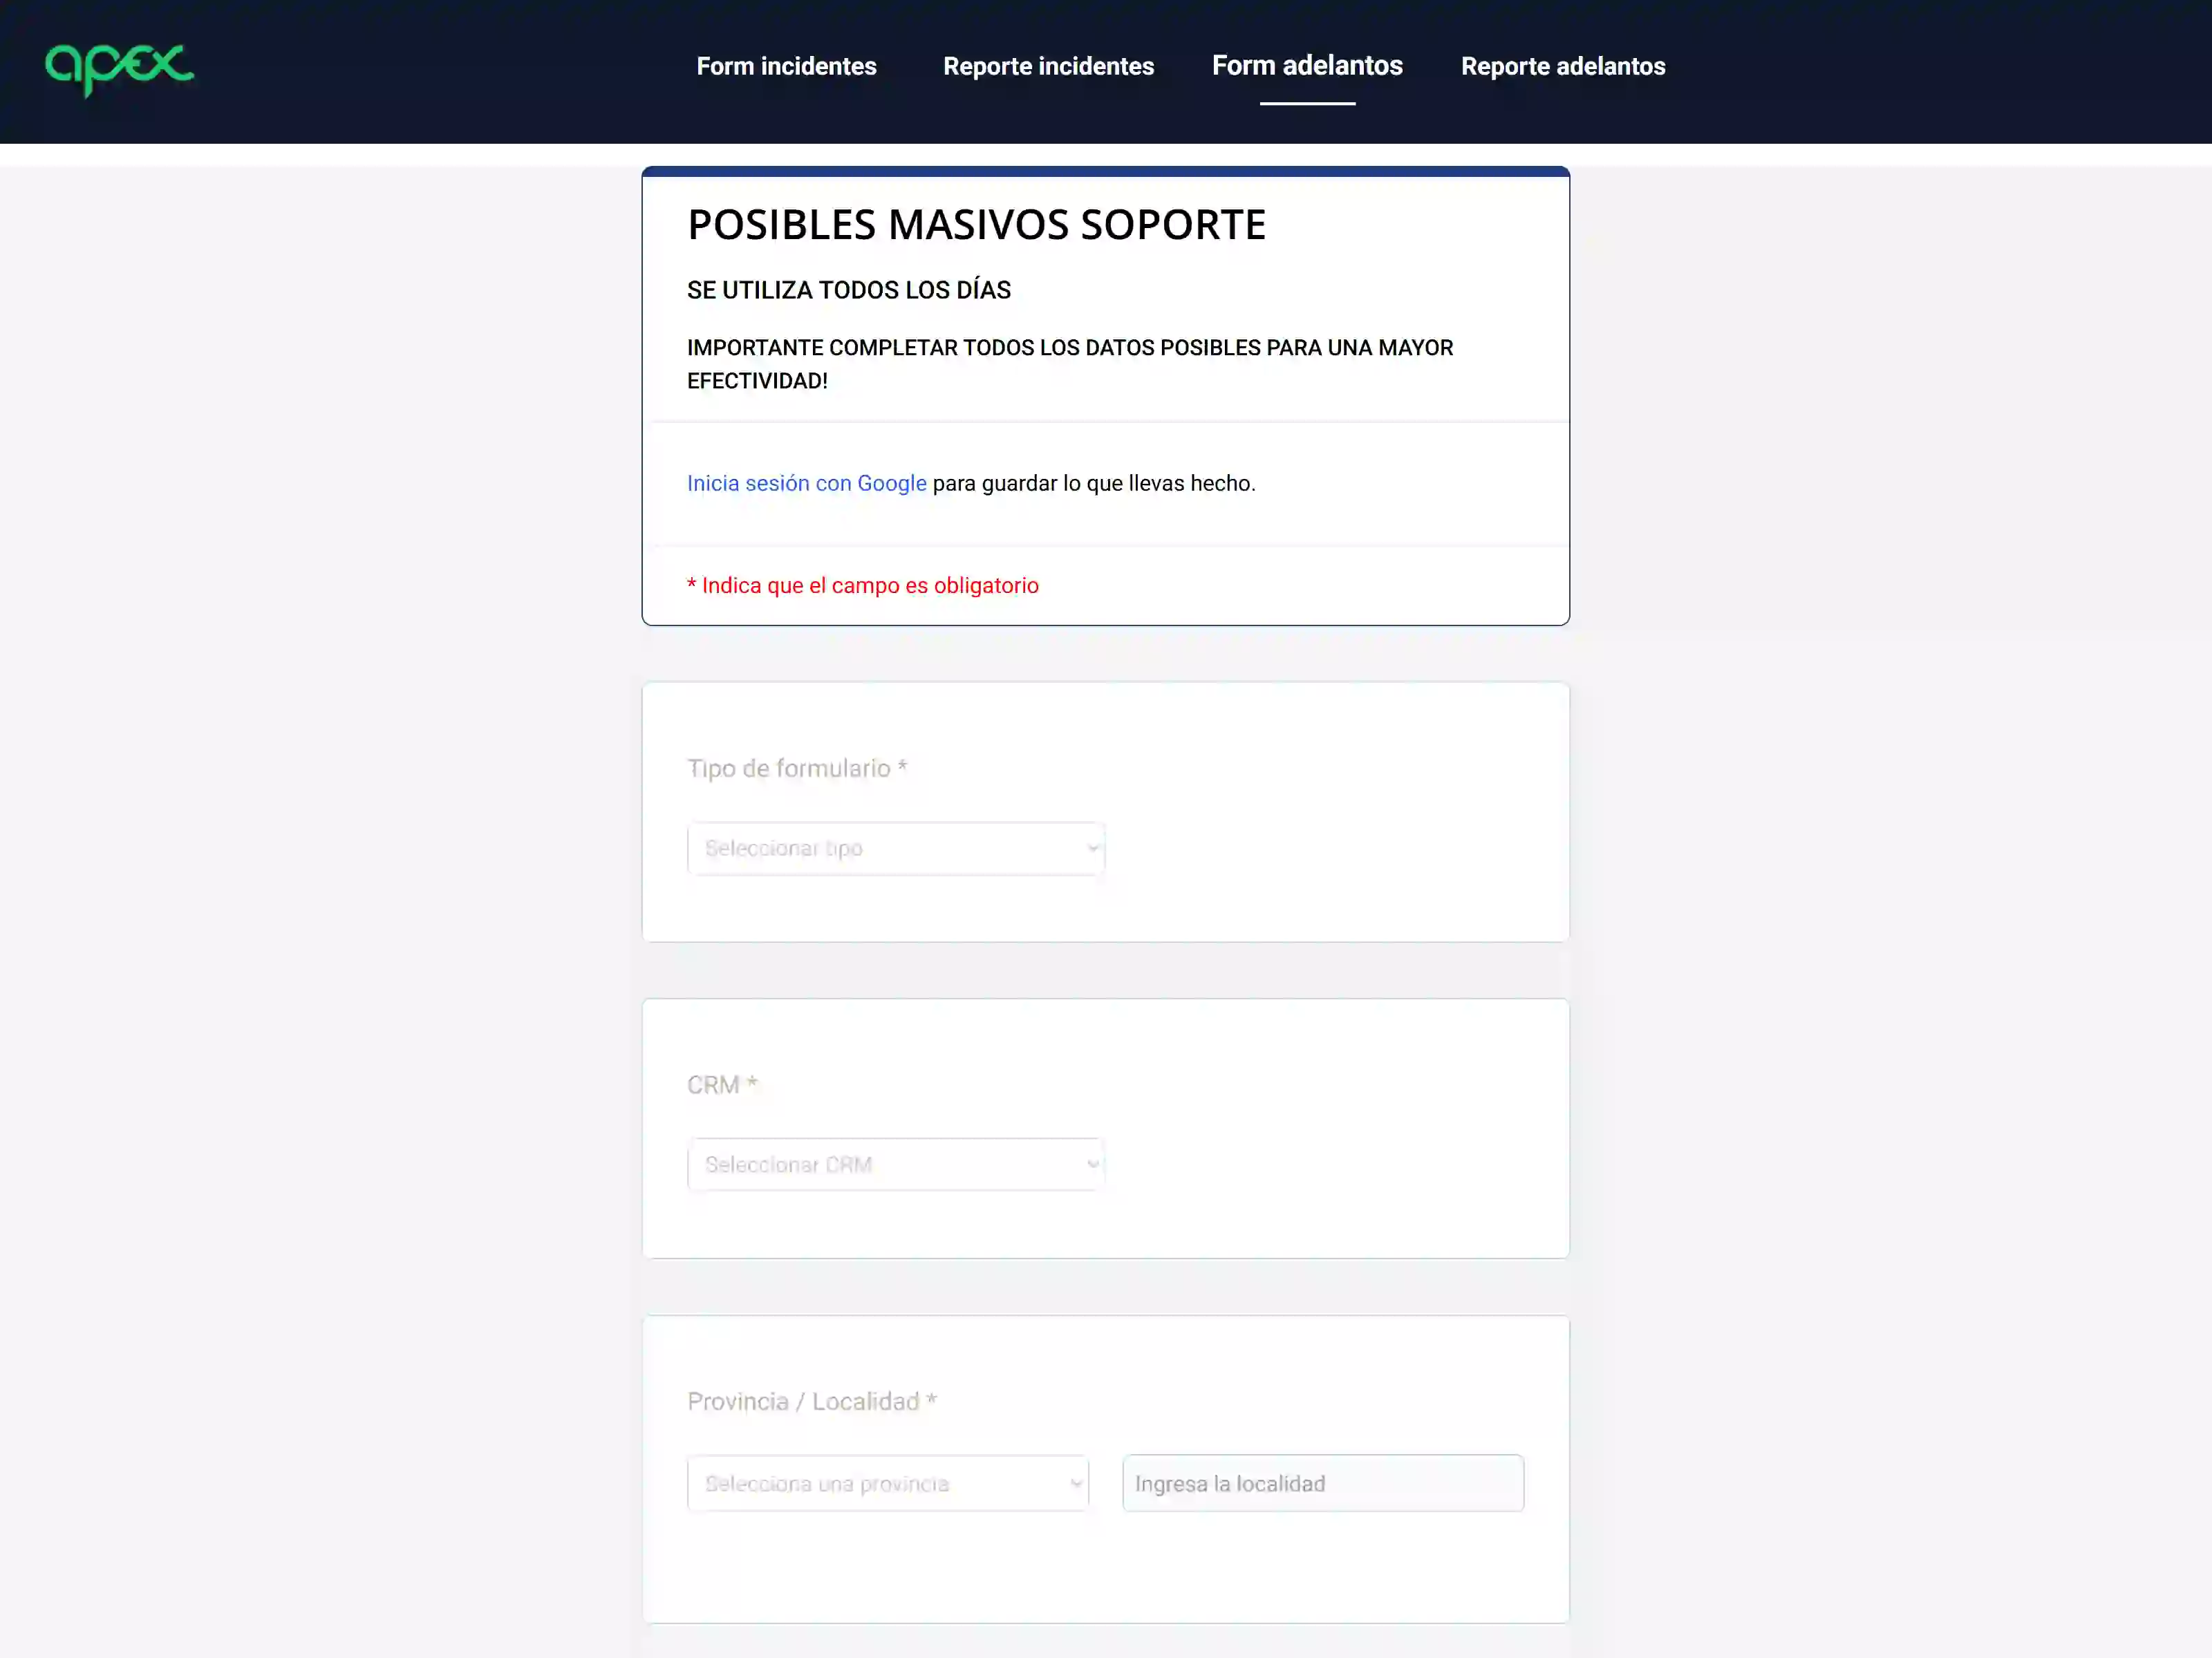 apex
Form incidentes
Reporte incidentes
Form adelantos
Reporte adelantos
POSIBLES MASIVOS SOPORTE
SE UTILIZA TODOS LOS DÍAS
IMPORTANTE COMPLETAR TODOS LOS DATOS POSIBLES PARA UNA MAYOR
EFECTIVIDAD!
Inicia sesión con Google para guardar lo que llevas hecho.
* Indica que el campo es obligatorio
Tipo de formulario *
Seleccionar tipo
CRM *
Seleccionar CRM
Provincia / Localidad *
Selecciona una provincia
Ingresa la localidad